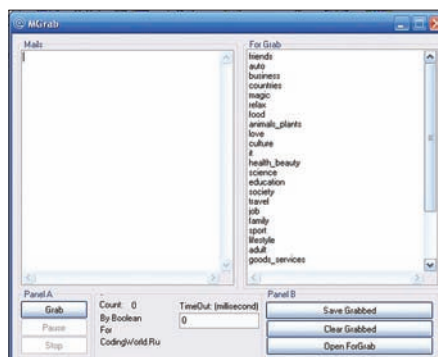 MGrab
Mails
For Grab
friends
auto
business
countries
magic
relax
food
animals_plants
love
culture
it
health_beauty
science
education
society
travel
job
family
sport
lifestyle
adult
goods_services
Panel A
Grab
Pause
Stop
-
Count: 0
By Boolean
For
CodingWorld.Ru
TimeOut: (milisecond)
0
Panel B
Save Grabbed
Clear Grabbed
Open ForGrab